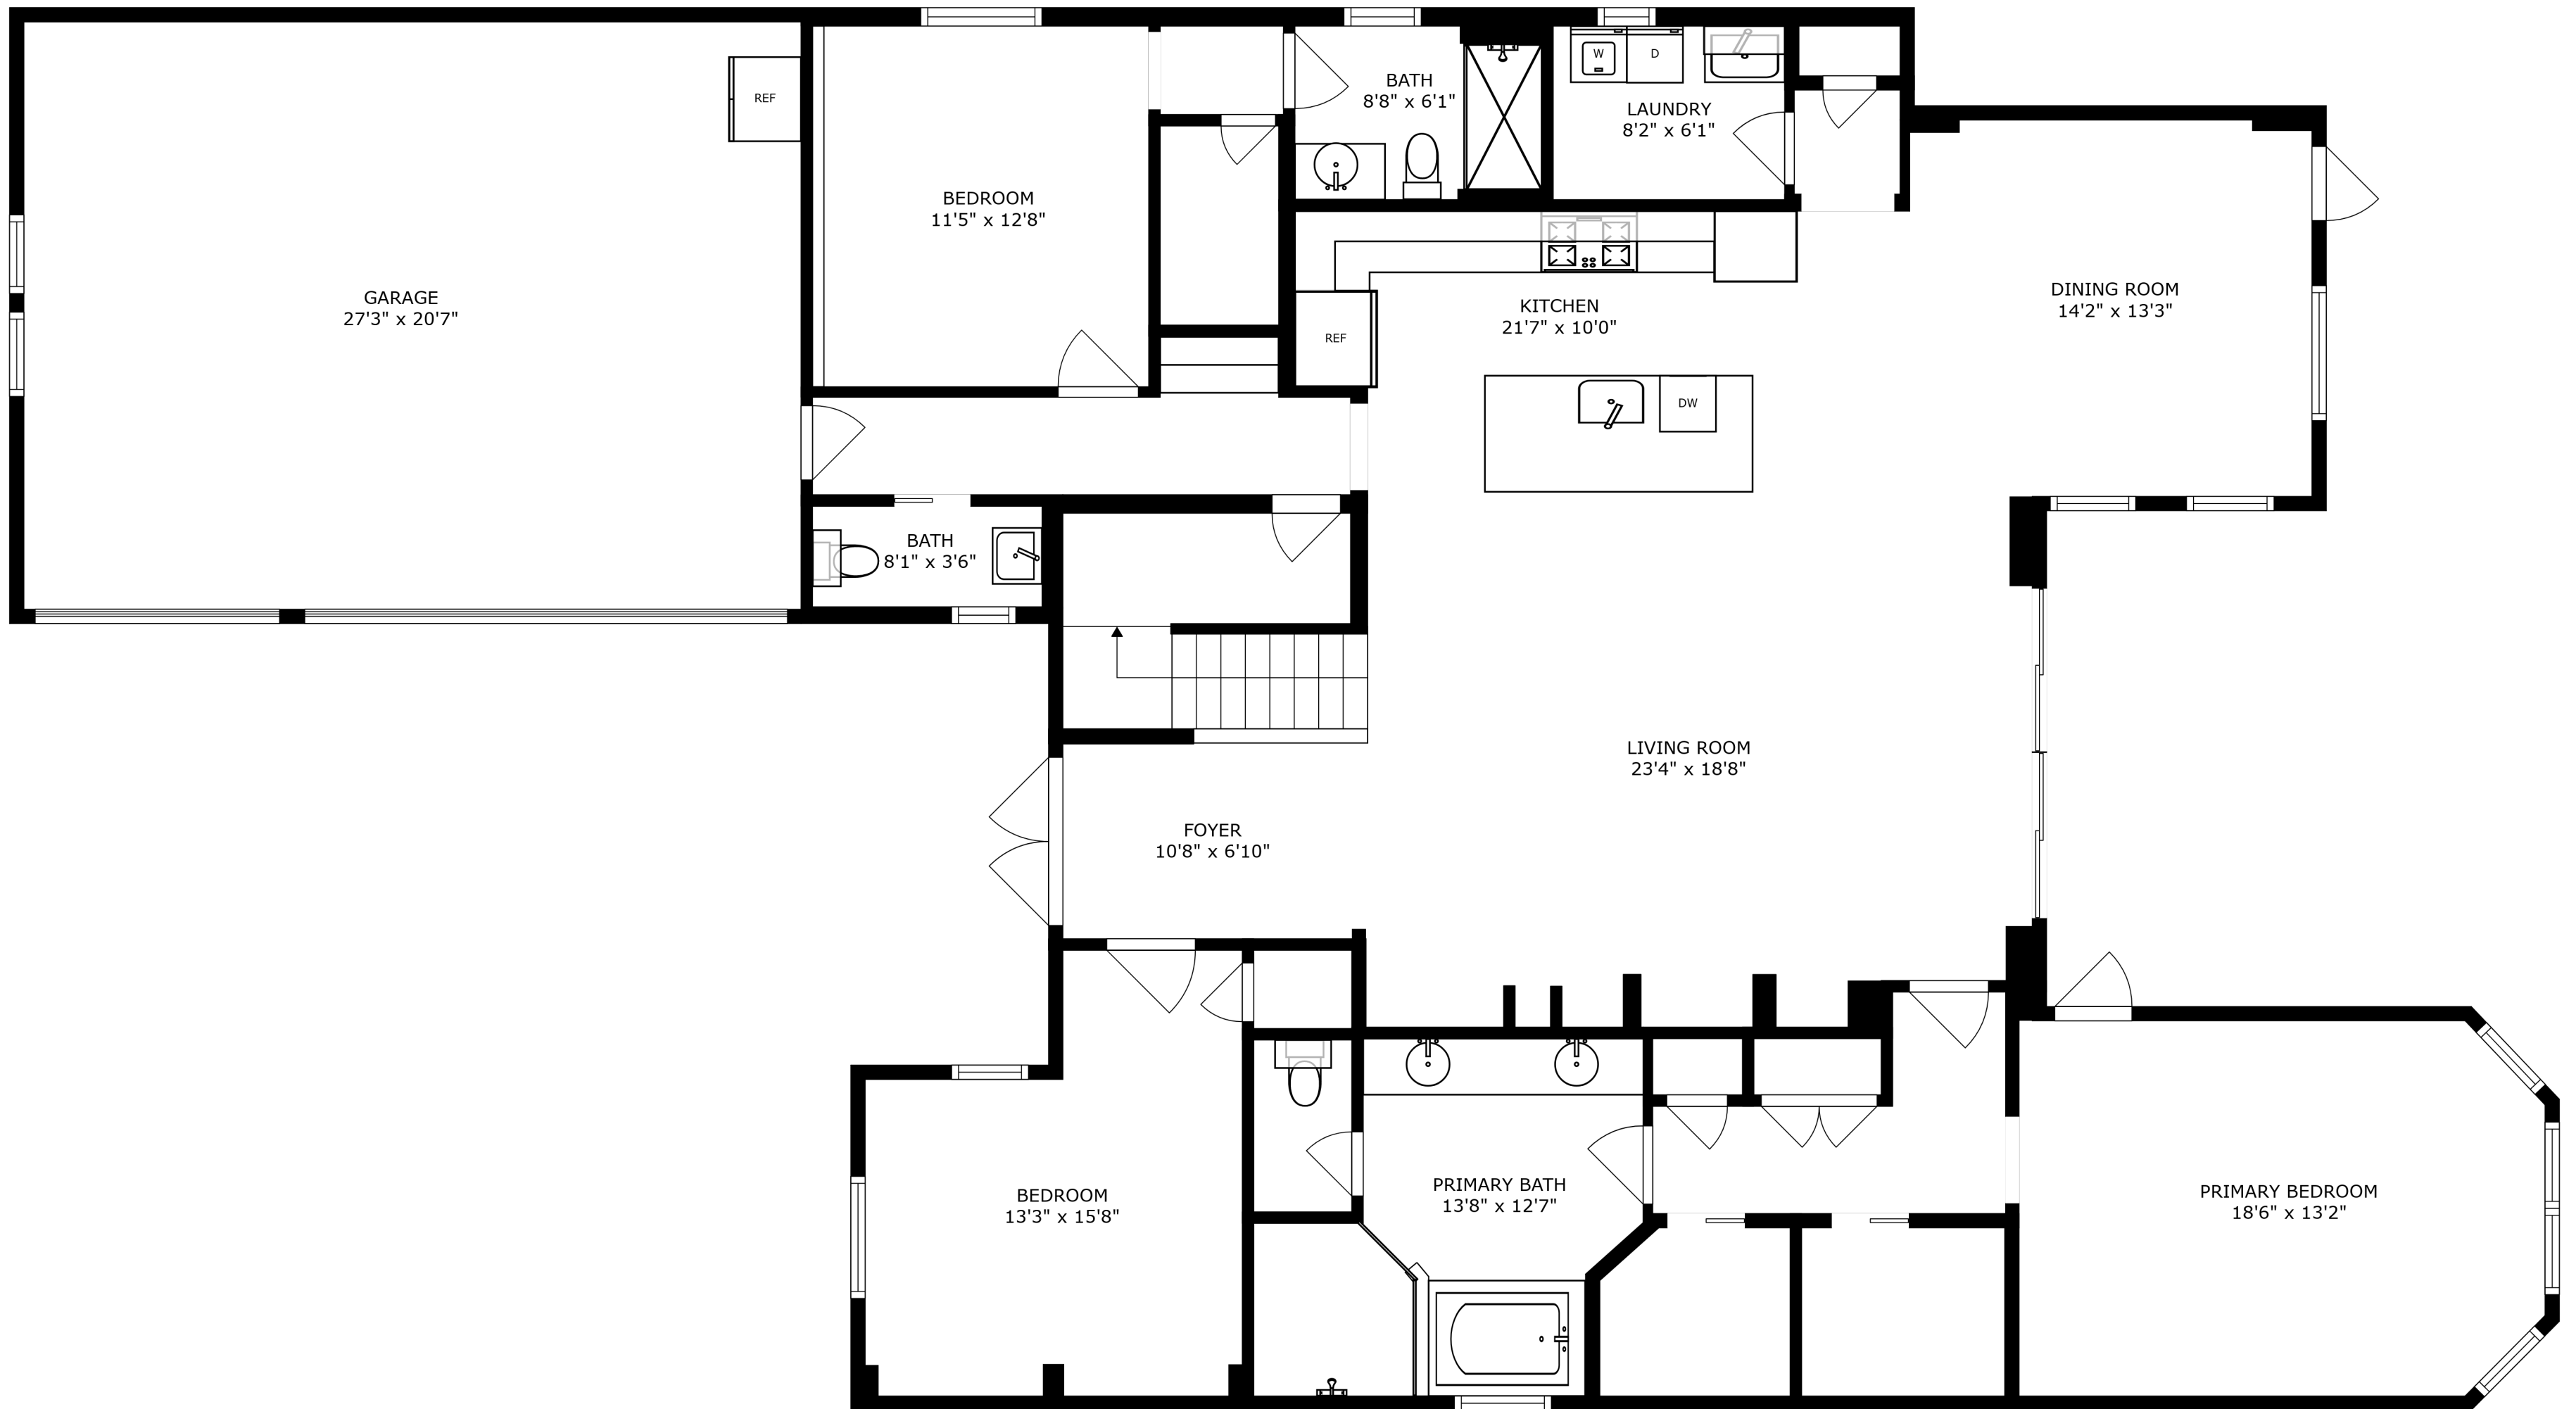 REF
BATH
8'8" x 6'1"
W
D
LAUNDRY
8'2" x 6'1"
BEDROOM
11'5" x 12'8"
GARAGE
27'3" x 20'7"
KITCHEN
21'7" x 10'0"
REF
DINING ROOM
14'2" x 13'3"
DW
BATH
8'1" x 3'6"
LIVING ROOM
23'4" x 18'8"
FOYER
10'8" x 6'10"
BEDROOM
13'3" x 15'8"
PRIMARY BATH
13'8" x 12'7"
PRIMARY BEDROOM
18'6" x 13'2"